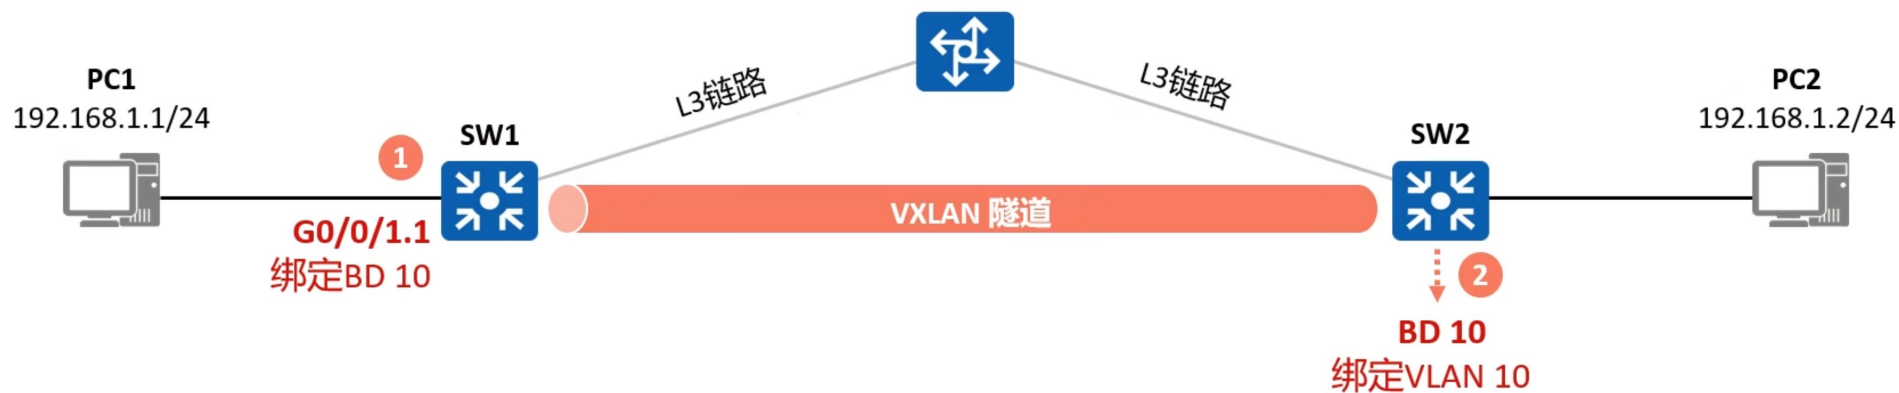 PC1
192.168.1.1/24
1
SW1
G0/0/1.1
绑定BD 10
L3链路
L3链路
VXLAN 隧道
SW2
2
BD 10
绑定VLAN 10
PC2
192.168.1.2/24